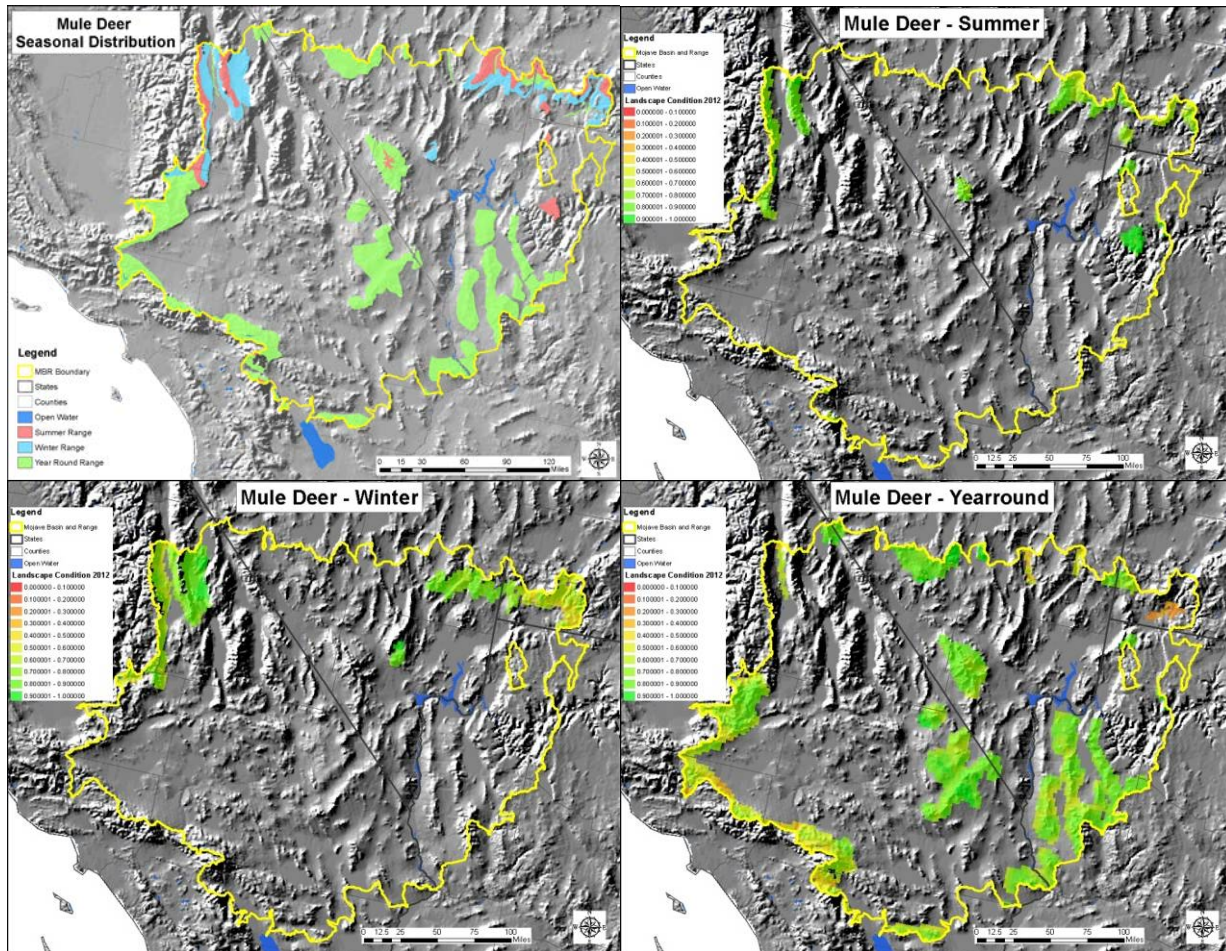 Mule Deer
Seasonal Distribution
Legend
MBR Boundary
States
Counties
Open Water
Summer Range
Winter Range
Year Round Range
0 15 30 60 90 120
Miles
Mule Deer - Summer
Legend
Mojave Basin and Range
States
Counties
Open Water
Landscape Condition 2012
0.000000 - 0.100000
0.100001 - 0.200000
0.200001 - 0.300000
0.300001 - 0.400000
0.400001 - 0.500000
0.500001 - 0.600000
0.600001 - 0.700000
0.700001 - 0.800000
0.800001 - 0.900000
0.900001 - 1.000000
0 12.5 25 50 75 100
Miles
Mule Deer - Winter
Legend
Mojave Basin and Range
States
Counties
Open Water
Landscape Condition 2012
0.000000 - 0.100000
0.100001 - 0.200000
0.200001 - 0.300000
0.300001 - 0.400000
0.400001 - 0.500000
0.500001 - 0.600000
0.600001 - 0.700000
0.700001 - 0.800000
0.800001 - 0.900000
0.900001 - 1.000000
0 12.5 25 50 75 100
Miles
Mule Deer - Yearround
Legend
Mojave Basin and Range
States
Counties
Open Water
Landscape Condition 2012
0.000000 - 0.100000
0.100001 - 0.200000
0.200001 - 0.300000
0.300001 - 0.400000
0.400001 - 0.500000
0.500001 - 0.600000
0.600001 - 0.700000
0.700001 - 0.800000
0.800001 - 0.900000
0.900001 - 1.000000
0 12.5 25 50 75 100
Miles